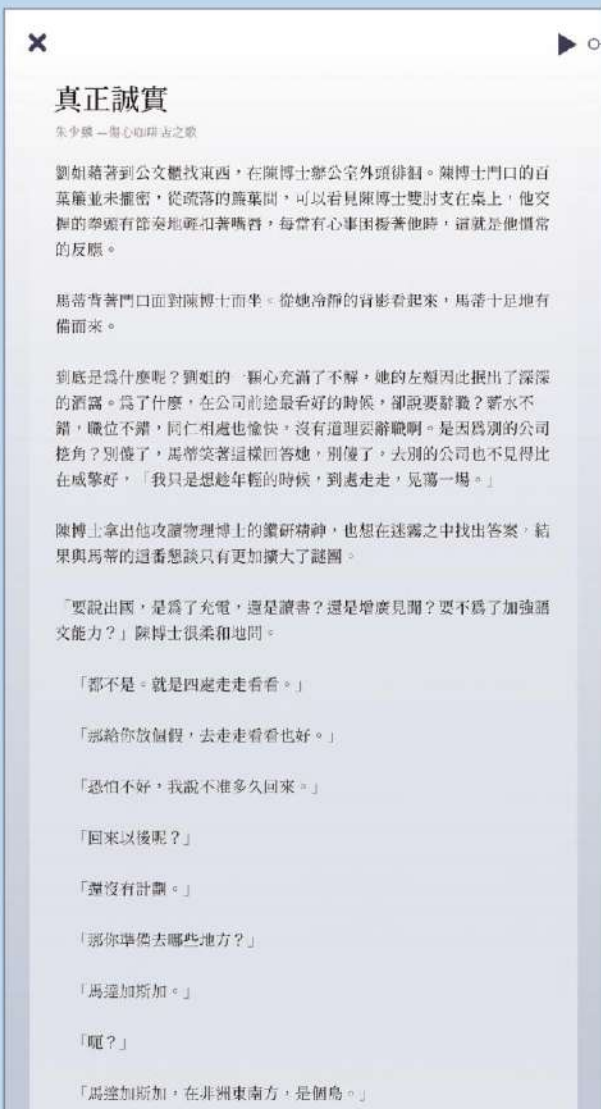 真正誠實
朱少麟 —傷心咖啡店之歌
劉姐藉著到公文櫃找東西，在陳博士辦公室外頭徘徊。陳博士門口的百
葉簾並未攏密，從疏落的簾葉間，可以看見陳博士雙肘支在桌上，他交
握的拳頭有節奏地輕扣著嘴唇，每當有心事困擾著他時，這就是他慣常
的反應。
馬蒂背著門口面對陳博士而坐。從她冷靜的背影看起來，馬蒂十足地有
備而來。
到底是爲什麼呢？劉姐的一顆心充滿了不解，她的左頰因此抿出了深深
的酒窩。爲了什麼，在公司前途最看好的時候，卻說要辭職？薪水不
錯，職位不錯，同仁相處也愉快，沒有道理要辭職啊。是因爲別的公司
挖角？別傻了，馬蒂笑著這樣回答她，別傻了，去別的公司也不見得比
在威擎好，「我只是想趁年輕的時候，到處走走，見蕩一場。」
陳博士拿出他攻讀物理博士的鑽研精神，也想在迷霧之中找出答案，結
果與馬蒂的這番懇談只有更加擴大了謎團。
「要說出國，是爲了充電，還是讀書？還是增廣見聞？要不爲了加強語
文能力？」陳博士很柔和地問。
「都不是。就是四處走走看看。」
「那給你放個假，去走走看看也好。」
「恐怕不好，我說不准多久回來。」
「回來以後呢？」
「還沒有計劃。」
「那你準備去哪些地方？」
「馬達加斯加。」
「喔？」
「馬達加斯加，在非洲東南方，是個島。」